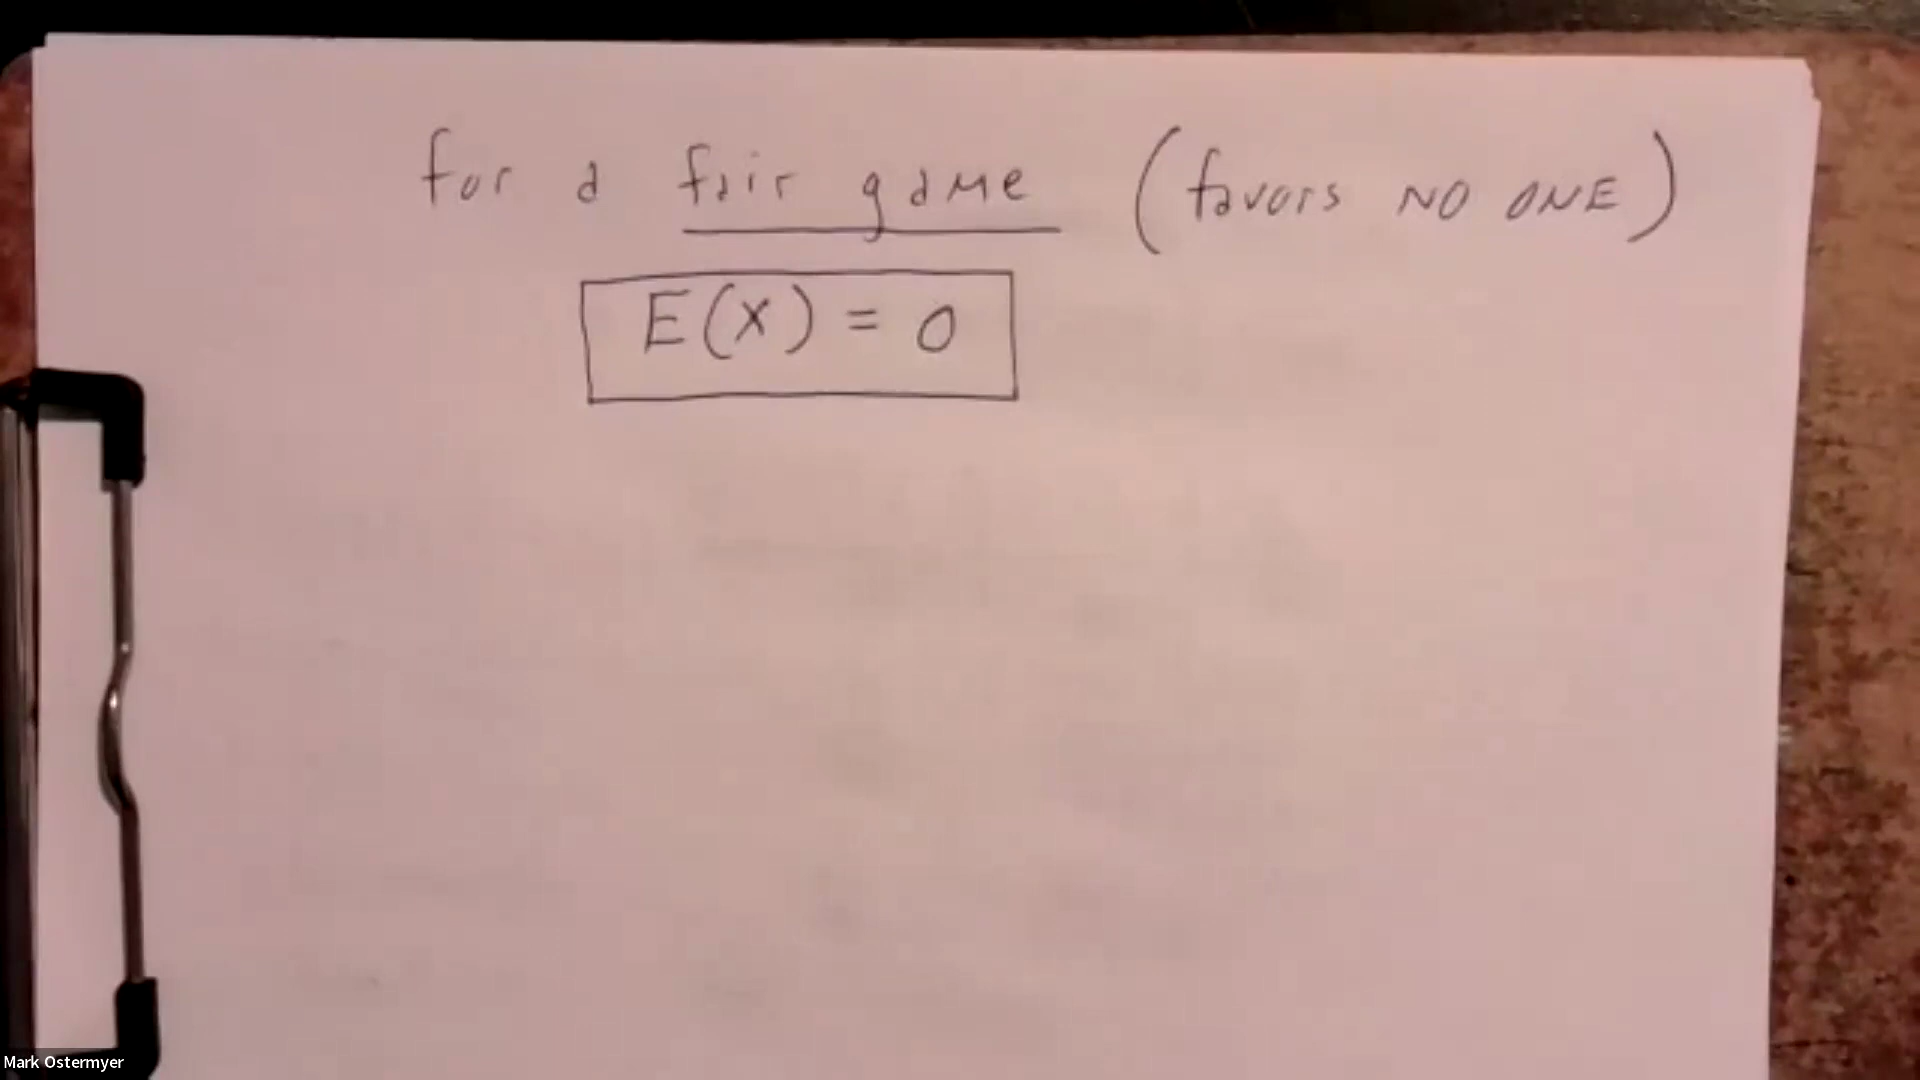 for a fair game (favors NO ONE)
E(X) = 0
Mark Ostermyer